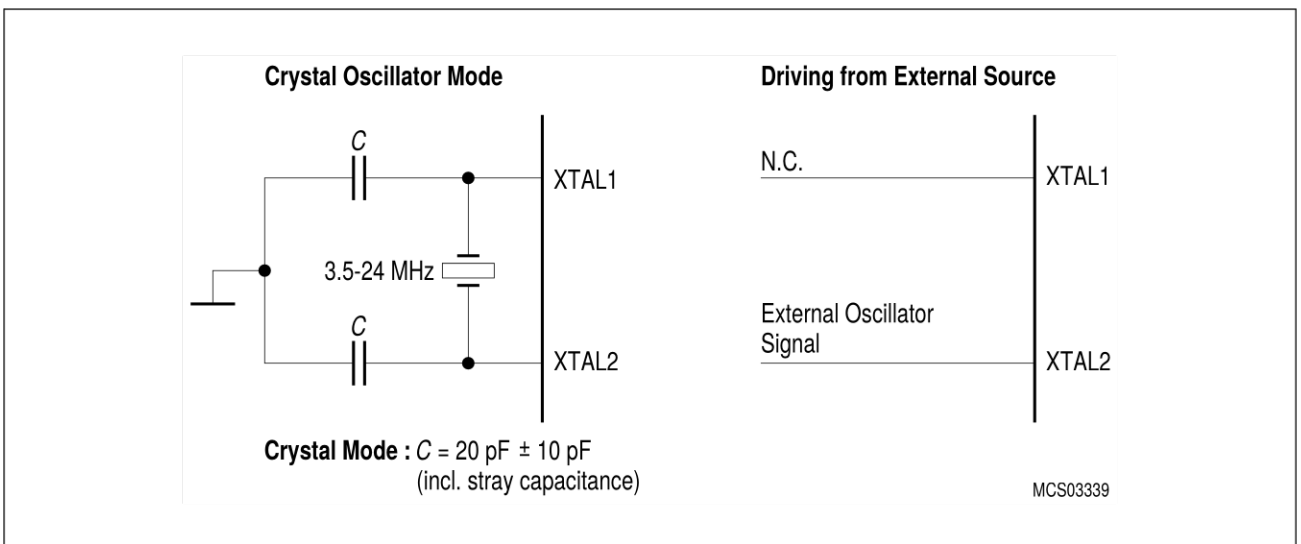 Crystal Oscillator Mode
C
XTAL1
3.5-24 MHz
C
XTAL2
Crystal Mode : C = 20 pF ± 10 pF
(incl. stray capacitance)
Driving from External Source
N.C.
XTAL1
External Oscillator
Signal
XTAL2
MCS03339